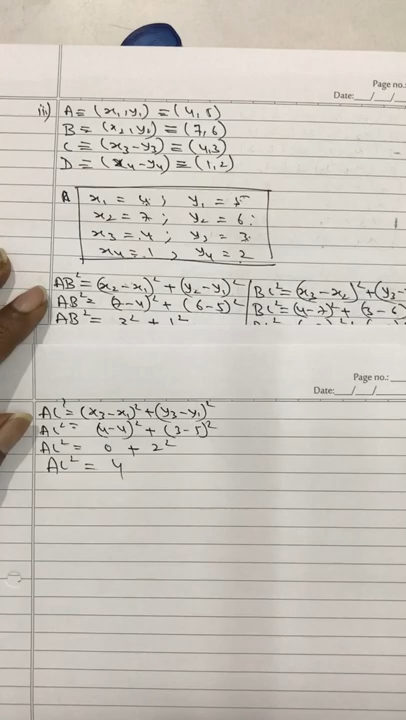 Page no.:
Date: __/__/
iii) A ≡ (x₁, y₁) ≡ (4, 5)
B ≡ (x₂, y₂) ≡ (7, 6)
C ≡ (x₃ - y₃) ≡ (4, 3)
D ≡ (x₄ - y₄) ≡ (1, 2)
A x₁ = 4 ; y₁ = 5
x₂ = 7 ; y₂ = 6
x₃ = 4 ; y₃ = 3
x₄ = 1 , y₄ = 2
AB² = (x₂ - x₁)² + (y₂ - y₁)²
AB² = (7 - 4)² + (6 - 5)²
AB² = 3² + 1²
BC² = (x₃ - x₂)² + (y₃ -
BC² = (4 - 7)² + (3 - 6)
Page no.:
Date: __/__/
AC² = (x₃ - x₁)² + (y₃ - y₁)²
AC² = (4 - 4)² + (3 - 5)²
AC² = 0 + 2²
AC² = 4